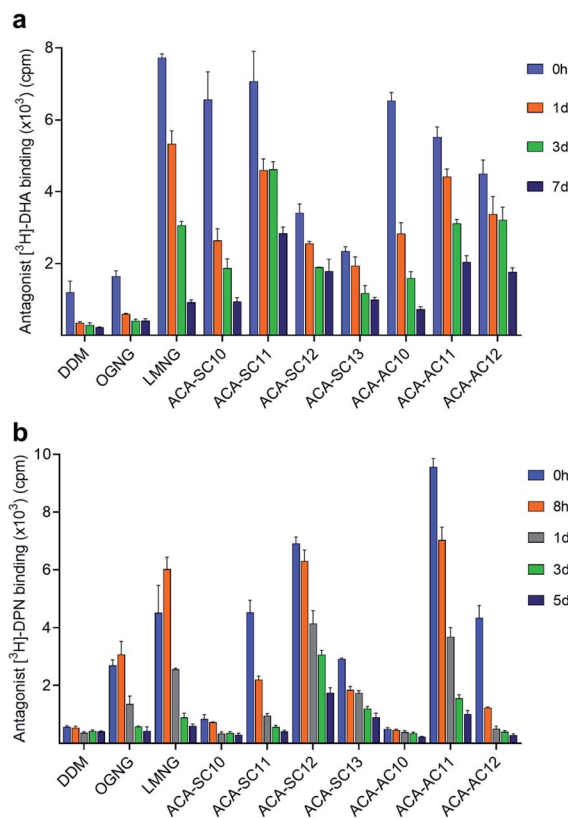 a
Antagonist [³H]-DHA binding (x10³) (cpm)
8
6
4
2
0h
1d
3d
7d
DDM
OGNG
LMNG
ACA-SC10
ACA-SC11
ACA-SC12
ACA-SC13
ACA-AC10
ACA-AC11
ACA-AC12
b
Antagonist [³H]-DPN binding (x10³) (cpm)
10
8
6
4
2
0h
8h
1d
3d
5d
DDM
OGNG
LMNG
ACA-SC10
ACA-SC11
ACA-SC12
ACA-SC13
ACA-AC10
ACA-AC11
ACA-AC12